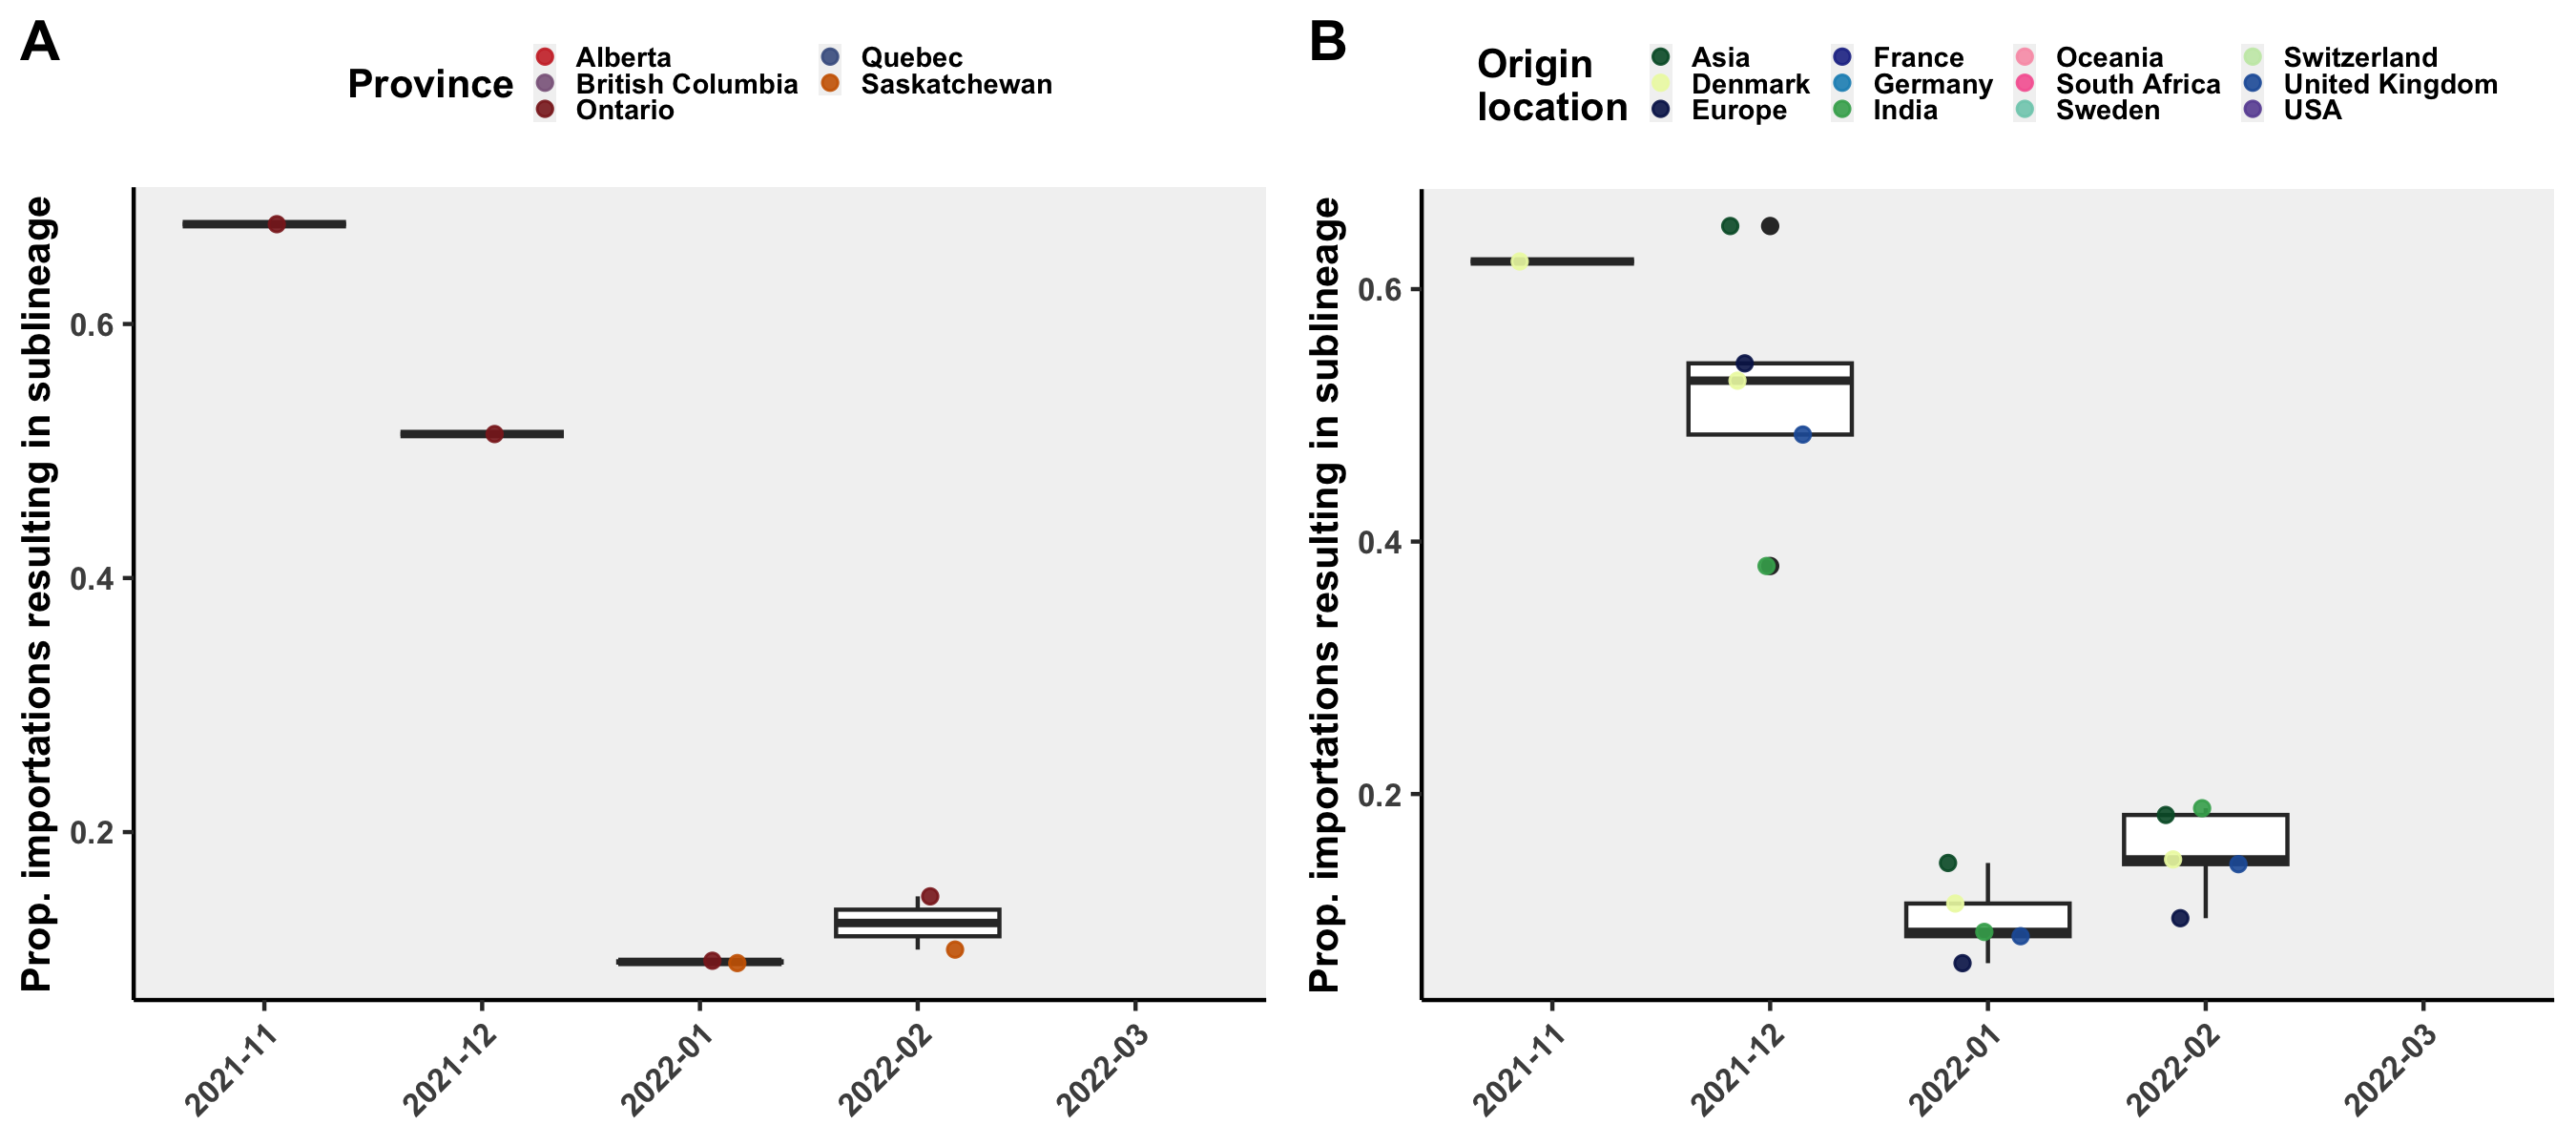 A
Province
Alberta
British Columbia
Ontario
Quebec
Saskatchewan
Prop. importations resulting in sublineage
0.6
0.4
0.2
2021-11
2021-12
2022-01
2022-02
2022-03
B
Origin
location
Asia
Denmark
Europe
France
Germany
India
Oceania
South Africa
Sweden
Switzerland
United Kingdom
USA
Prop. importations resulting in sublineage
0.6
0.4
0.2
2021-11
2021-12
2022-01
2022-02
2022-03